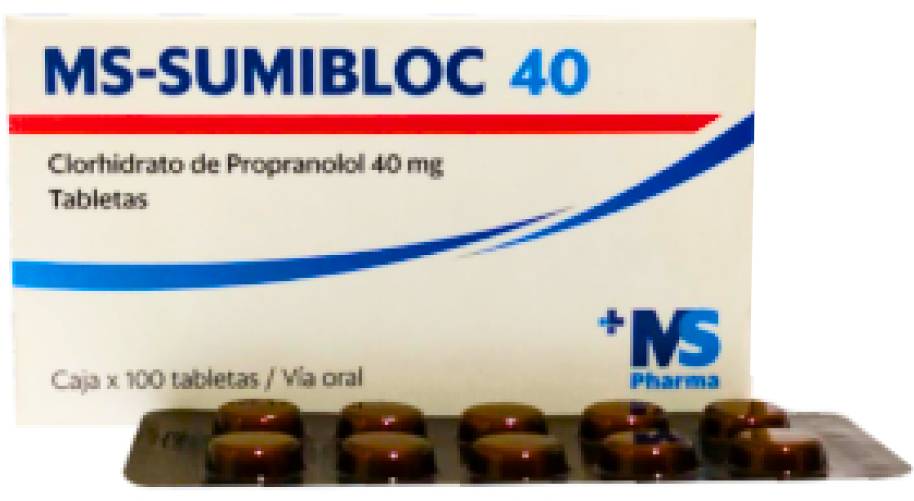 MS-SUMIBLOC 40
Clorhidrato de Propranolol 40 mg
Tabletas
+MS
Pharma
Caja x 100 tabletas / Vía oral